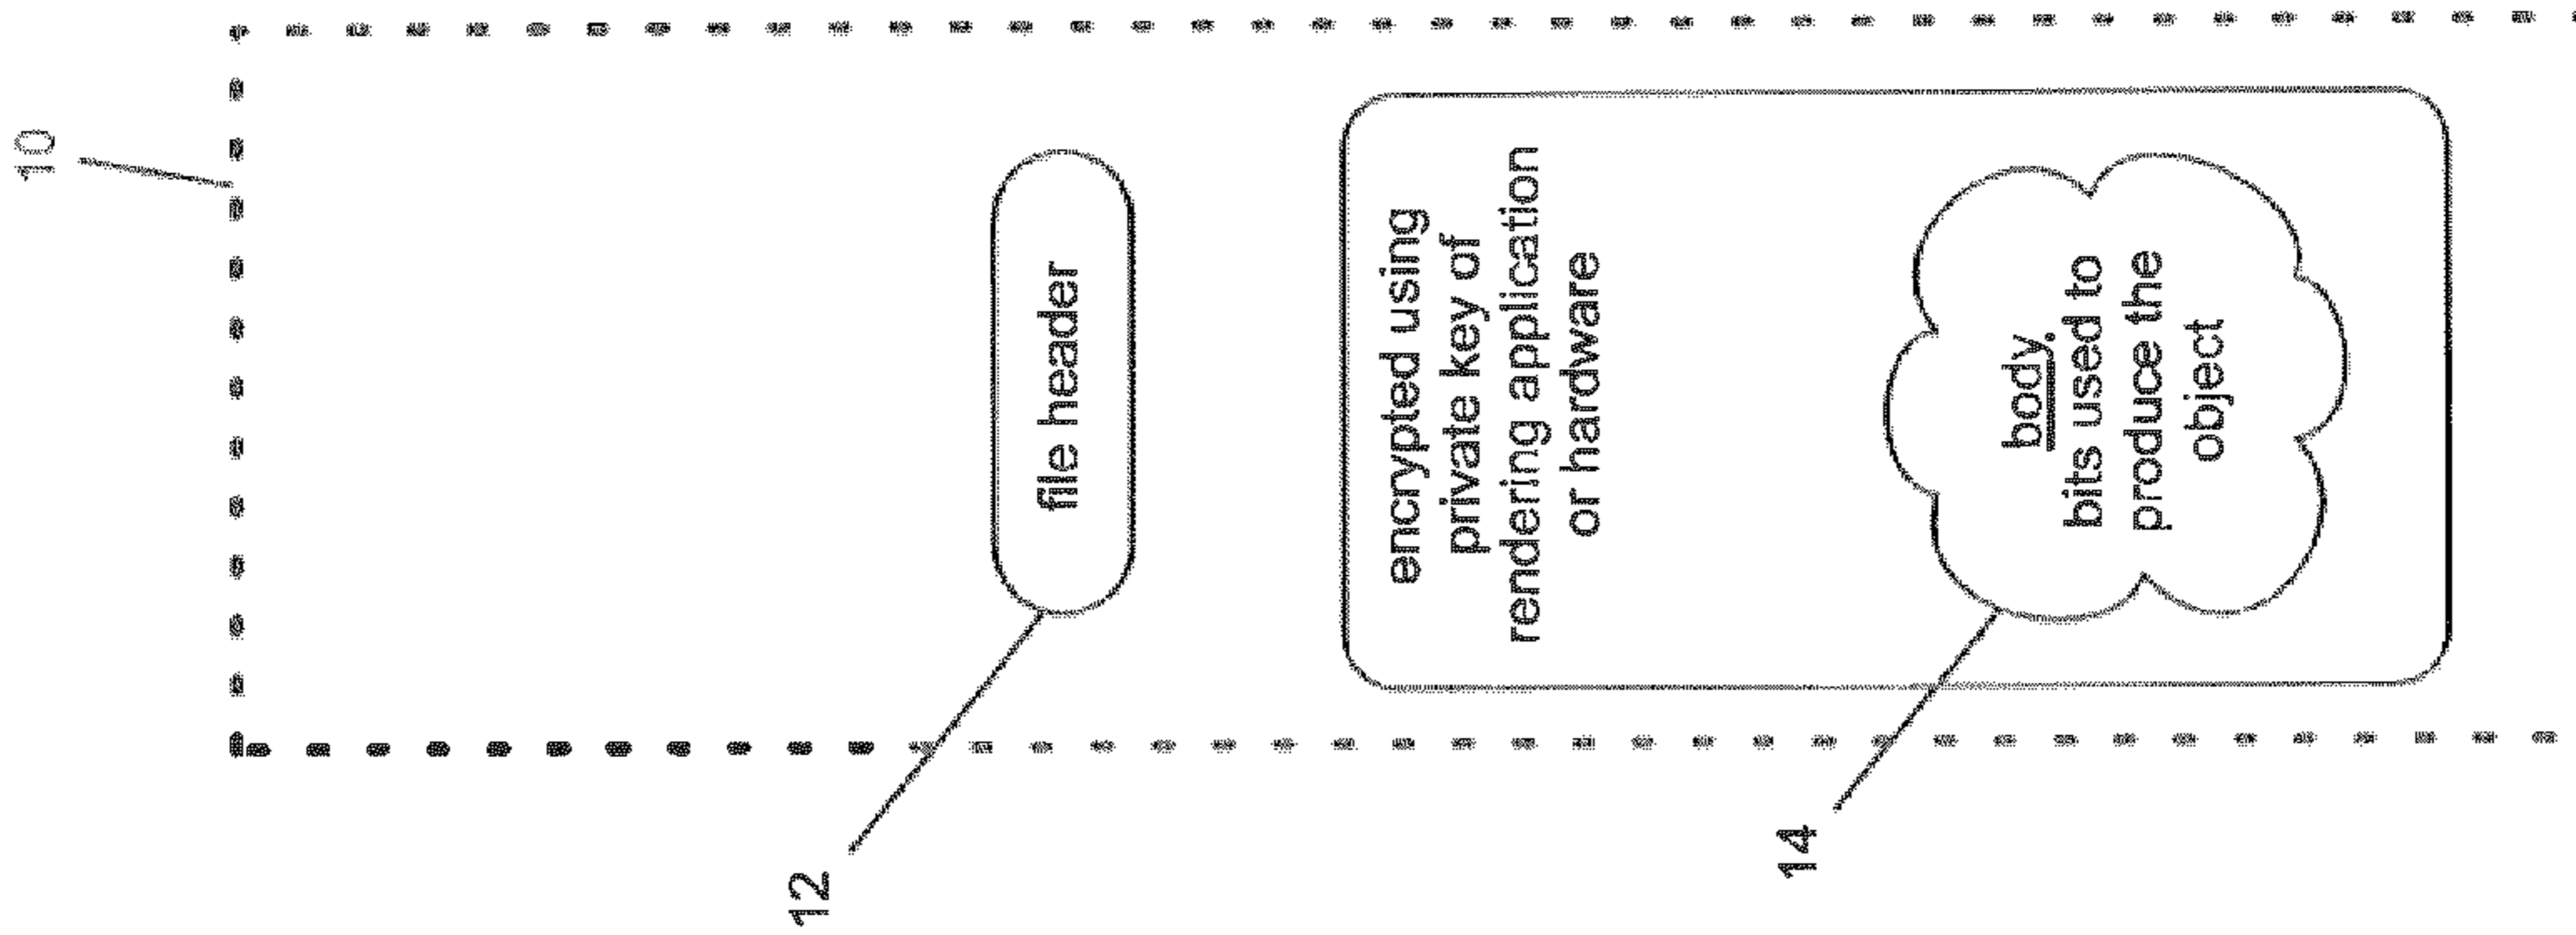 10
file header
12
encrypted using
private key of
rendering application
or hardware
body.
bits used to
produce the
object
14